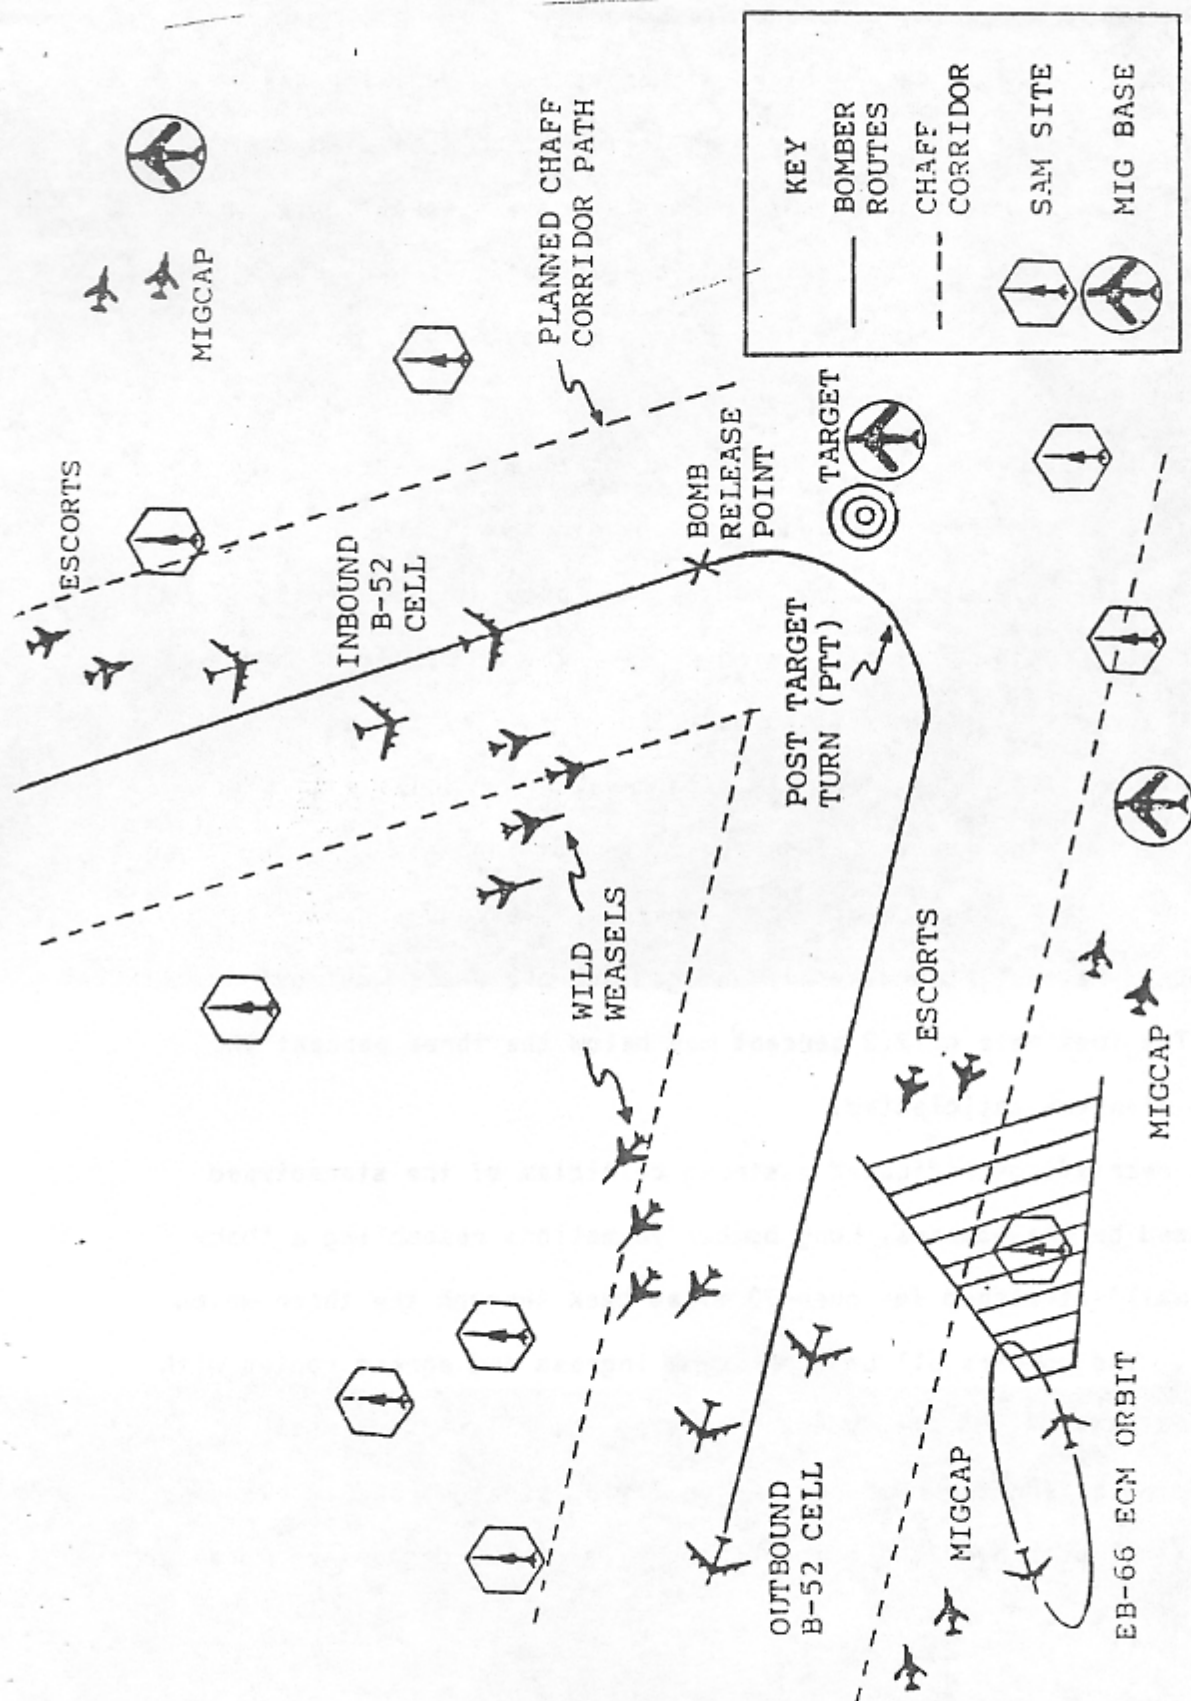 MIGCAP
ESCORTS
PLANNED CHAFF
CORRIDOR PATH
INBOUND
B-52
CELL
WILD
WEASELS
BOMB
RELEASE
POINT
TARGET
POST TARGET
TURN (PTT)
OUTBOUND
B-52 CELL
ESCORTS
MIGCAP
MIGCAP
EB-66 ECM ORBIT
KEY
BOMBER
ROUTES
CHAFF
CORRIDOR
SAM SITE
MIG BASE